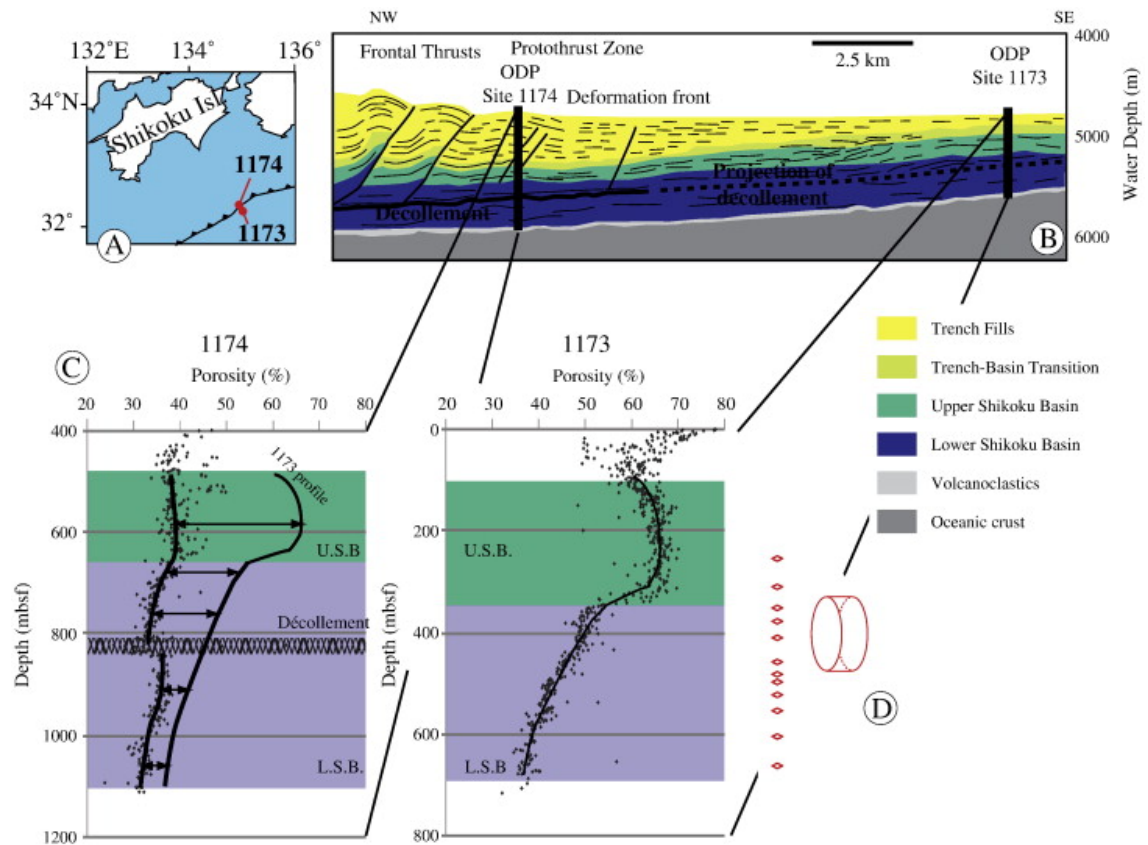 132˚E 134˚ 136˚
34˚N
32˚
Shikoku Isl
1174
1173
A
NW
SE
Frontal Thrusts
Protothrust Zone
ODP
Site 1174
Deformation front
2.5 km
ODP
Site 1173
Décollement
Projection of
décollement
B
4000
5000
6000
Water Depth (m)
C
1174
Porosity (%)
20 30 40 50 60 70 80
400
600
800
1000
1200
Depth (mbsf)
1173 profile
U.S.B
Décollement
L.S.B.
1173
Porosity (%)
20 30 40 50 60 70 80
0
200
400
600
800
Depth (mbsf)
U.S.B.
L.S.B
Trench Fills
Trench-Basin Transition
Upper Shikoku Basin
Lower Shikoku Basin
Volcanoclastics
Oceanic crust
D